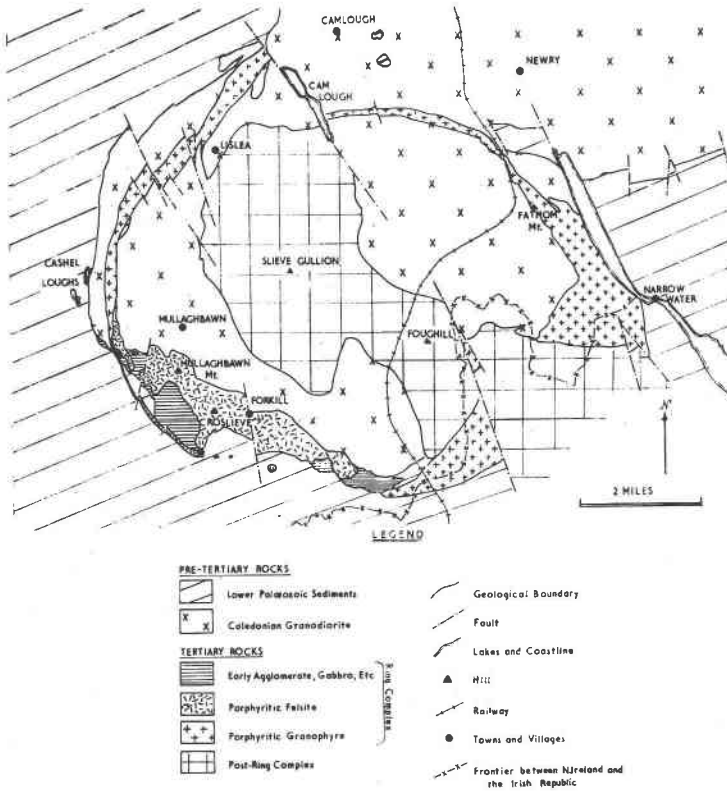 CAMLOUGH
NEWRY
CAM
LOUGH
LISLEA
FATHOM
Mt.
CASHEL
LOUGHS
SLIEVE GULLION
NARROW
WATER
MULLAGHBAWN
FOUGHILL
MULLAGHBAWN
Mt.
FORKILL
CROSLIEVE
N
2 MILES
LEGEND
PRE-TERTIARY ROCKS
Lower Palaeozoic Sediments
Caledonian Granodiorite
TERTIARY ROCKS
Early Agglomerate, Gabbro, Etc
Porphyritic Felsite
Porphyritic Granophyre
Post-Ring Complex
Ring Complex
Geological Boundary
Fault
Lakes and Coastline
Hill
Railway
Towns and Villages
Frontier between N.Ireland and
the Irish Republic